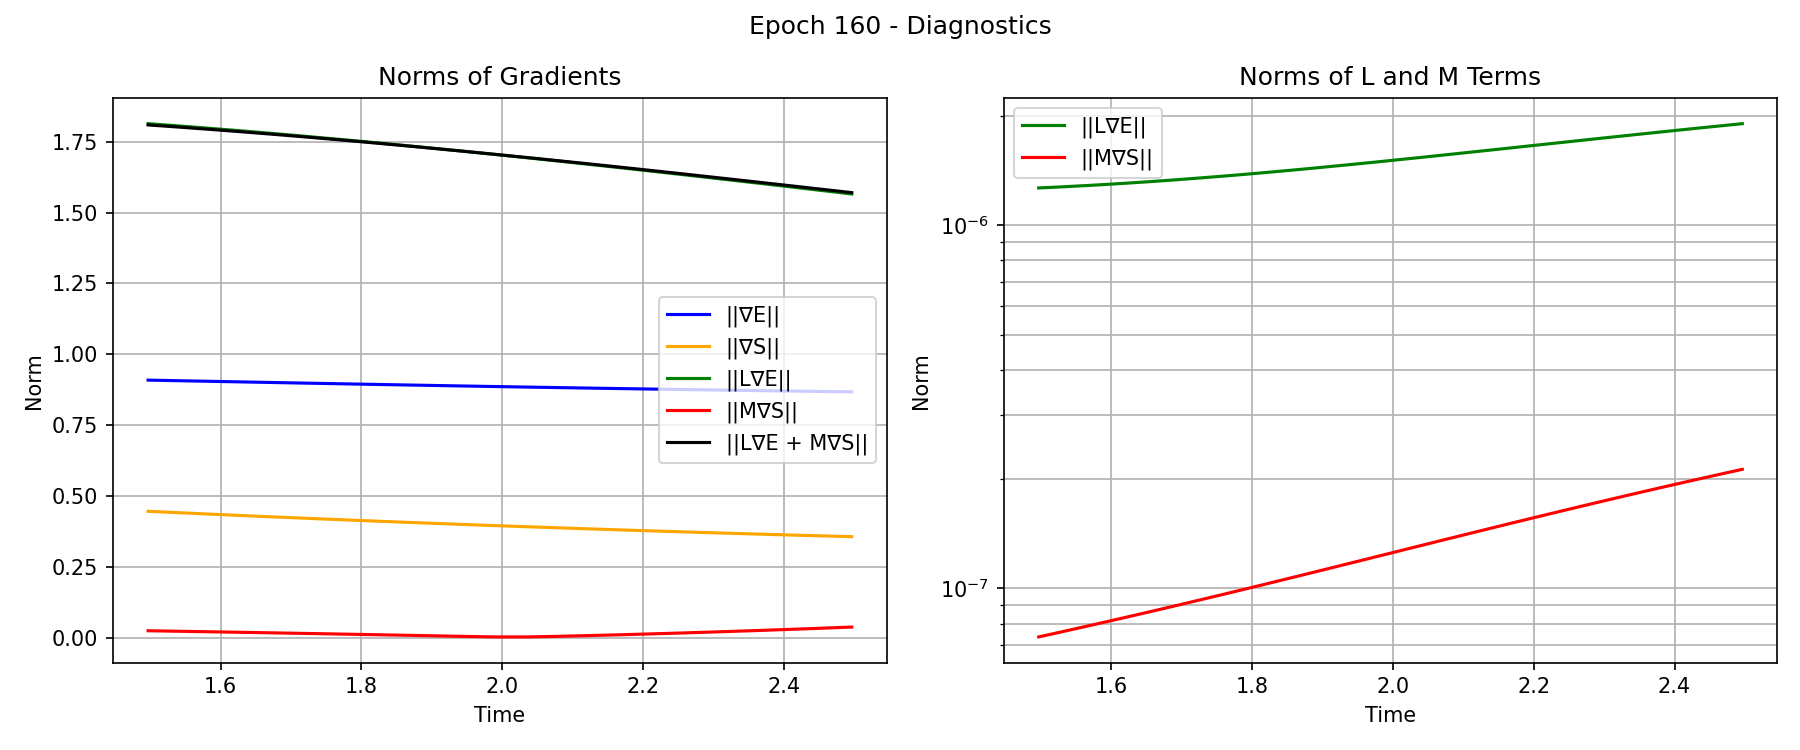 Epoch 160 - Diagnostics
Norms of Gradients
Norm
1.75
1.50
1.25
1.00
0.75
0.50
0.25
0.00
||∇E||
||∇S||
||L∇E||
||M∇S||
||L∇E + M∇S||
1.6 1.8 2.0 2.2 2.4
Time
Norms of L and M Terms
||L∇E||
||M∇S||
Norm
10⁻⁶
10⁻⁷
1.6 1.8 2.0 2.2 2.4
Time